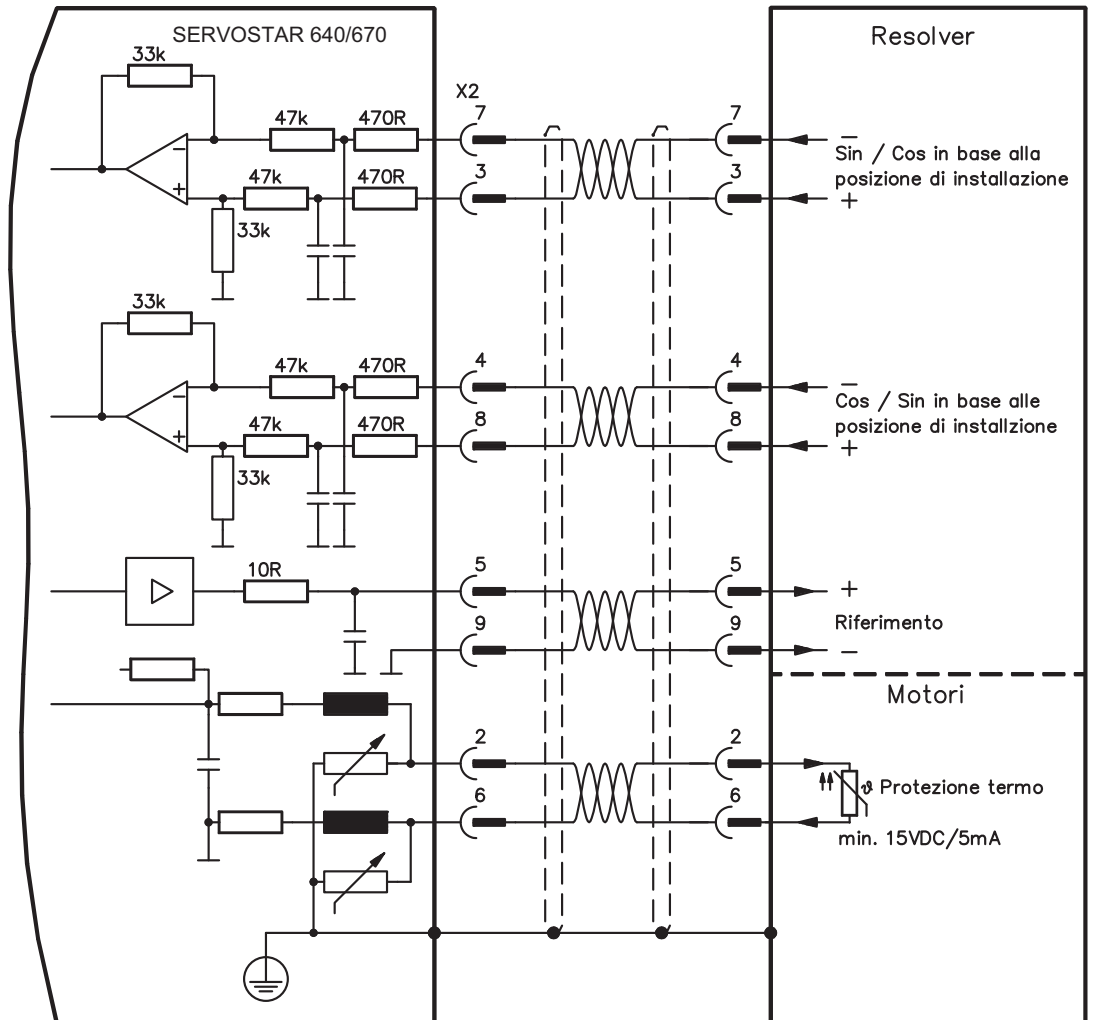 SERVOSTAR 640/670
Resolver
33k
X2
47k
470R
7
7
−
Sin / Cos in base alla
posizione di installazione
+
−
+
47k
470R
3
3
33k
33k
47k
470R
4
4
−
Cos / Sin in base alle
posizione di installzione
+
−
+
47k
470R
8
8
33k
10R
5
5
+
Riferimento
9
9
−
Motori
2
2
ϑ Protezione termo
6
6
min. 15VDC/5mA